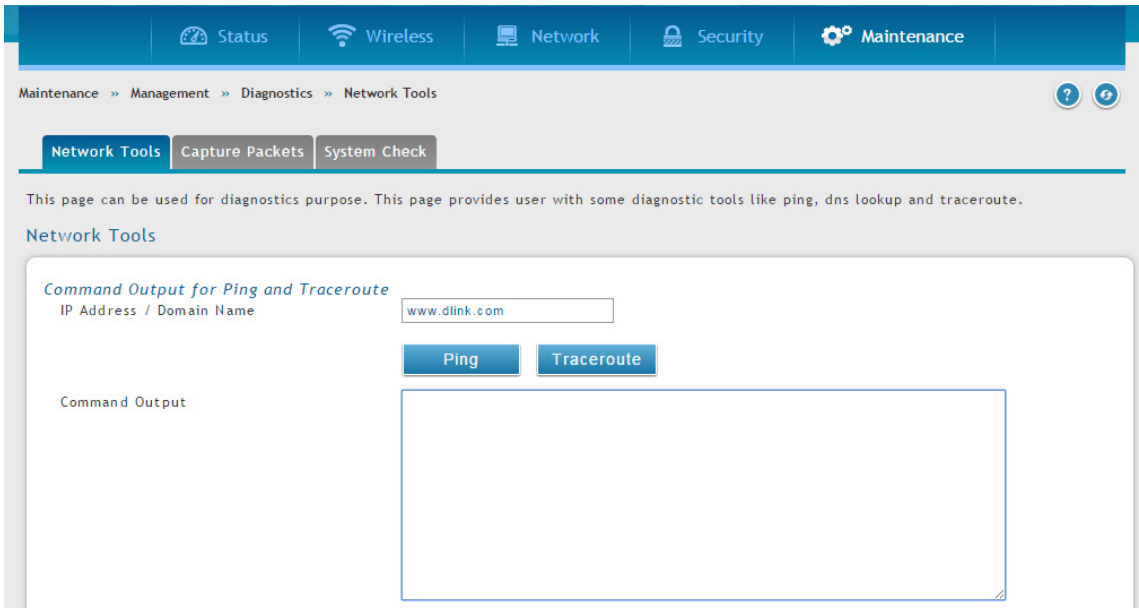 Status Wireless Network Security Maintenance
Maintenance » Management » Diagnostics » Network Tools
Network Tools Capture Packets System Check
This page can be used for diagnostics purpose. This page provides user with some diagnostic tools like ping, dns lookup and traceroute.
Network Tools
Command Output for Ping and Traceroute
IP Address / Domain Name www.dlink.com
Ping Traceroute
Command Output